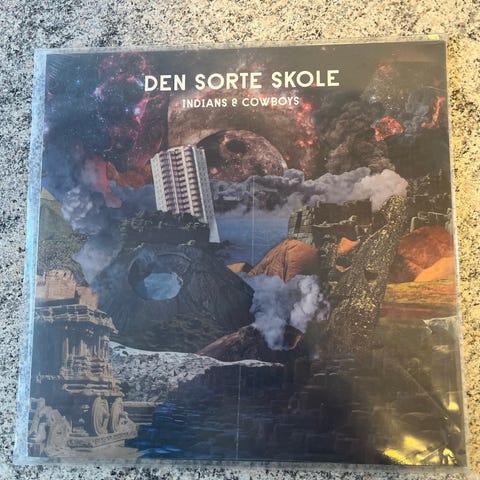 DEN SORTE SKOLE
INDIANS & COWBOYS